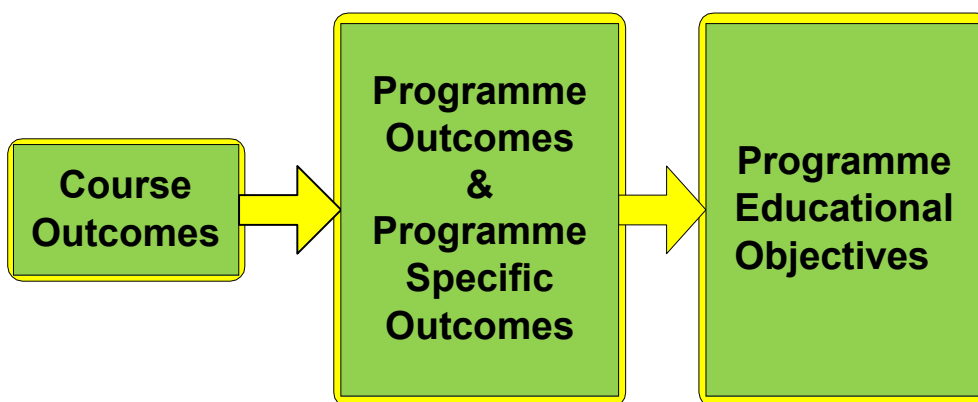 Course
Outcomes
Programme
Outcomes
&
Programme
Specific
Outcomes
Programme
Educational
Objectives